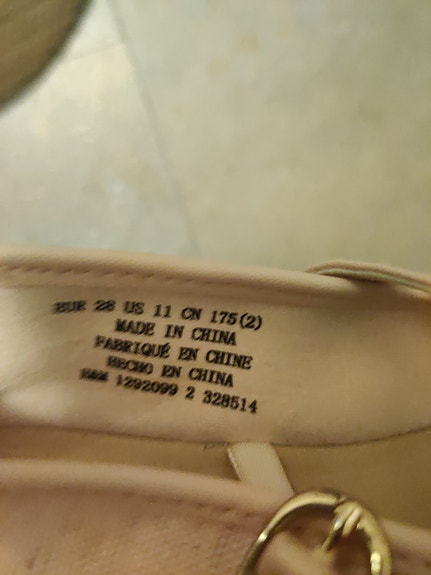 EUR 28 US 11 CN 175(2)
MADE IN CHINA
FABRIQUÉ EN CHINE
HECHO EN CHINA
H&M 1292099 2 328514